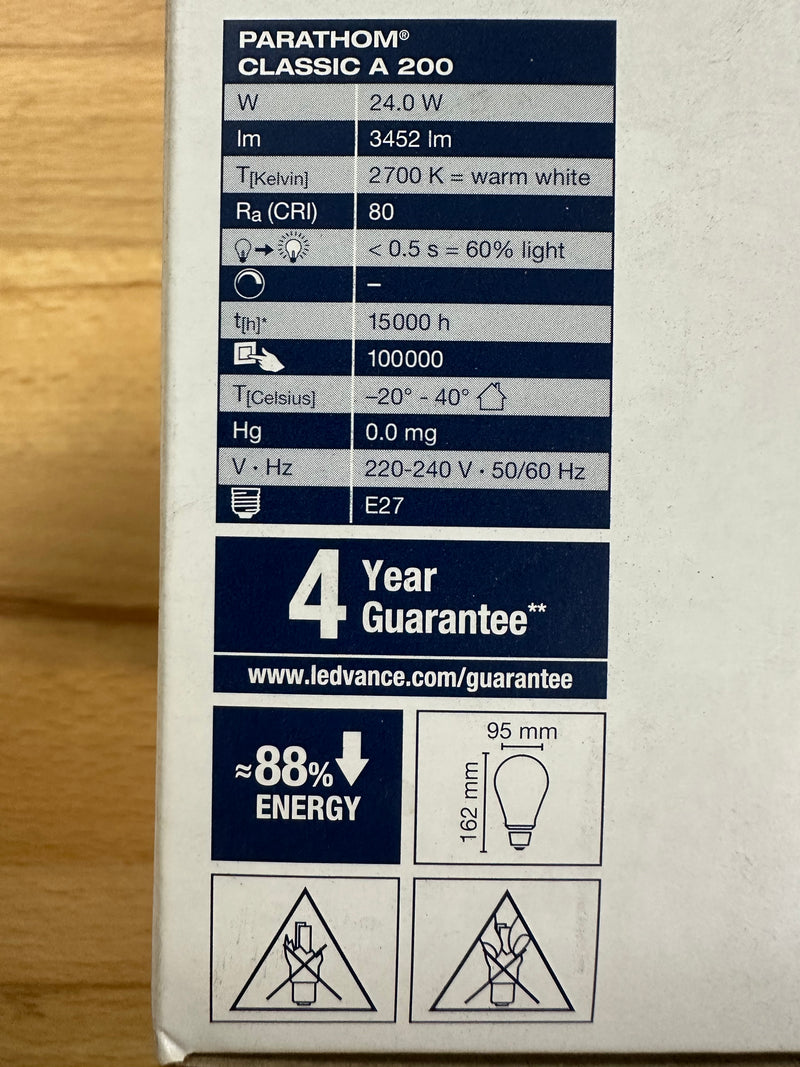 PARATHOM®
CLASSIC A 200
W 24.0 W
lm 3452 lm
T[Kelvin] 2700 K = warm white
Ra (CRI) 80
< 0.5 s = 60% light
–
t[h]* 15000 h
100000
T[Celsius] –20° - 40°
Hg 0.0 mg
V · Hz 220-240 V · 50/60 Hz
E27
4 Year
Guarantee**
www.ledvance.com/guarantee
≈88%
ENERGY
95 mm
162 mm